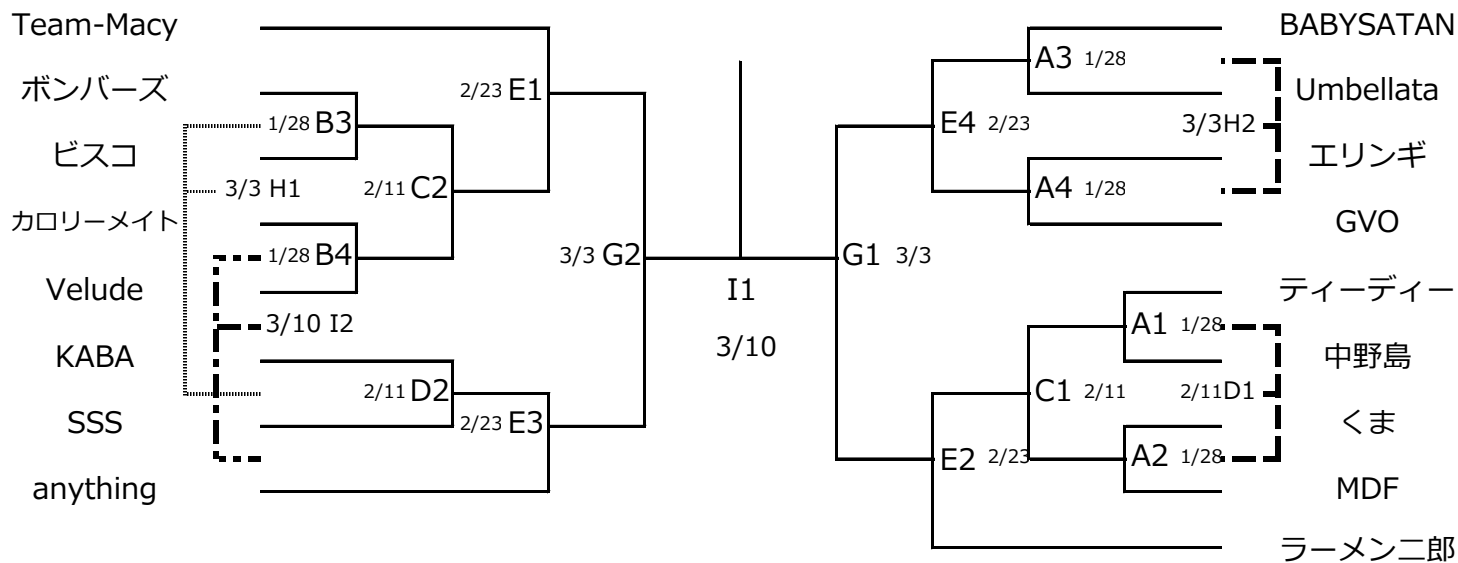 Team-Macy
ボンバーズ
ビスコ
カロリーメイト
Velude
KABA
SSS
anything
1/28 B3
3/3 H1
1/28 B4
3/10 I2
2/11 C2
2/11 D2
2/23 E1
2/23 E3
3/3 G2
I1
3/10
G1 3/3
E4 2/23
E2 2/23
A3 1/28
A4 1/28
C1 2/11
A1 1/28
A2 1/28
3/3H2
2/11D1
BABYSATAN
Umbellata
エリンギ
GVO
ティーディー
中野島
くま
MDF
ラーメン二郎